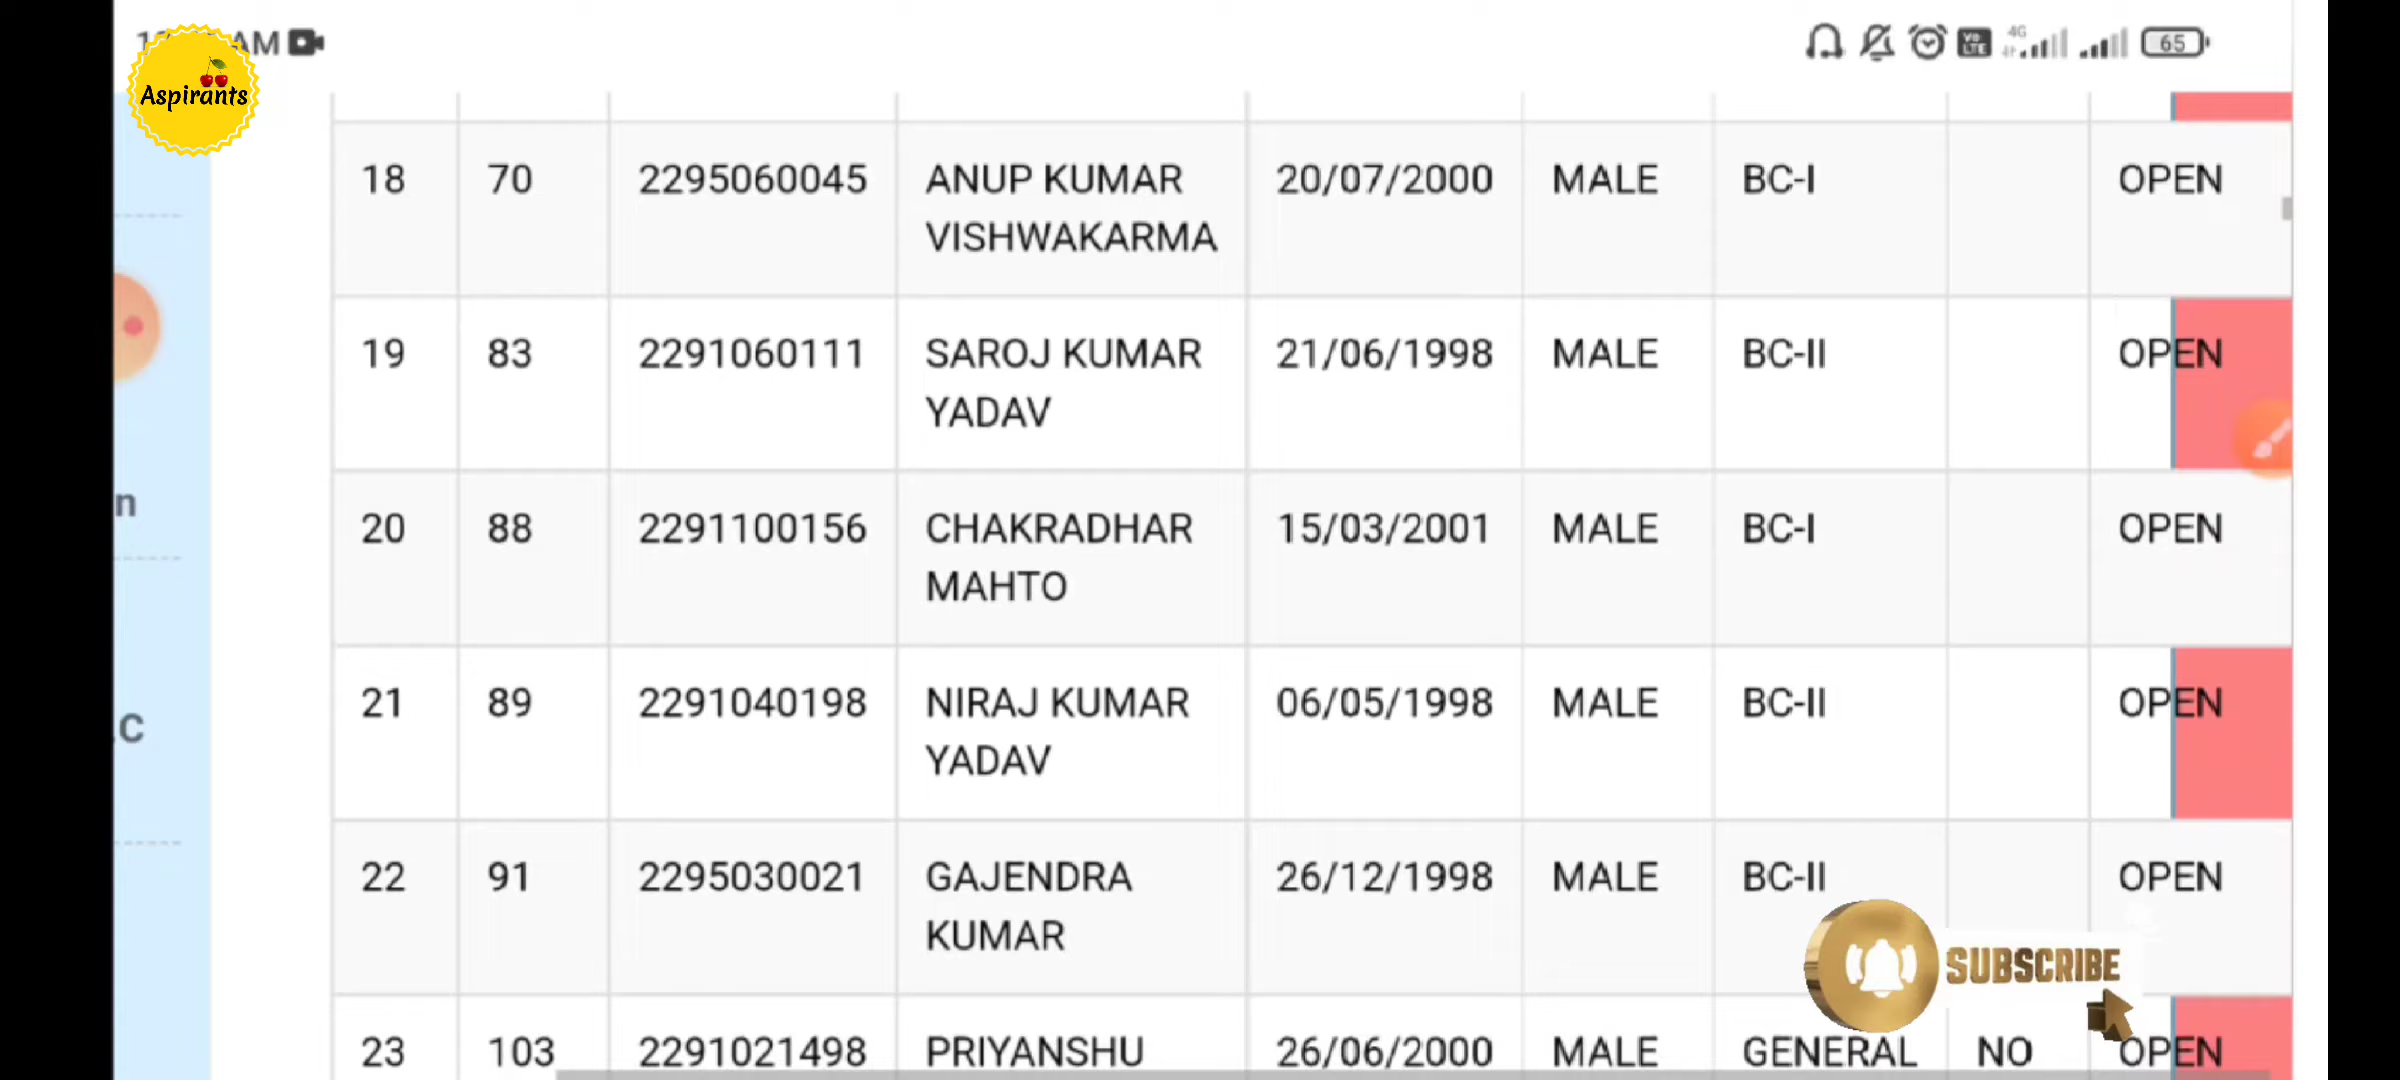 AM
4G
VO LTE
65
Aspirants
18 70 2295060045 ANUP KUMAR 20/07/2000 MALE BC-I OPEN
VISHWAKARMA
19 83 2291060111 SAROJ KUMAR 21/06/1998 MALE BC-II OPEN
YADAV
n
20 88 2291100156 CHAKRADHAR 15/03/2001 MALE BC-I OPEN
MAHTO
21 89 2291040198 NIRAJ KUMAR 06/05/1998 MALE BC-II OPEN
.C
YADAV
22 91 2295030021 GAJENDRA 26/12/1998 MALE BC-II OPEN
KUMAR
SUBSCRIBE
23 103 2291021498 PRIYANSHU 26/06/2000 MALE GENERAL NO OPEN